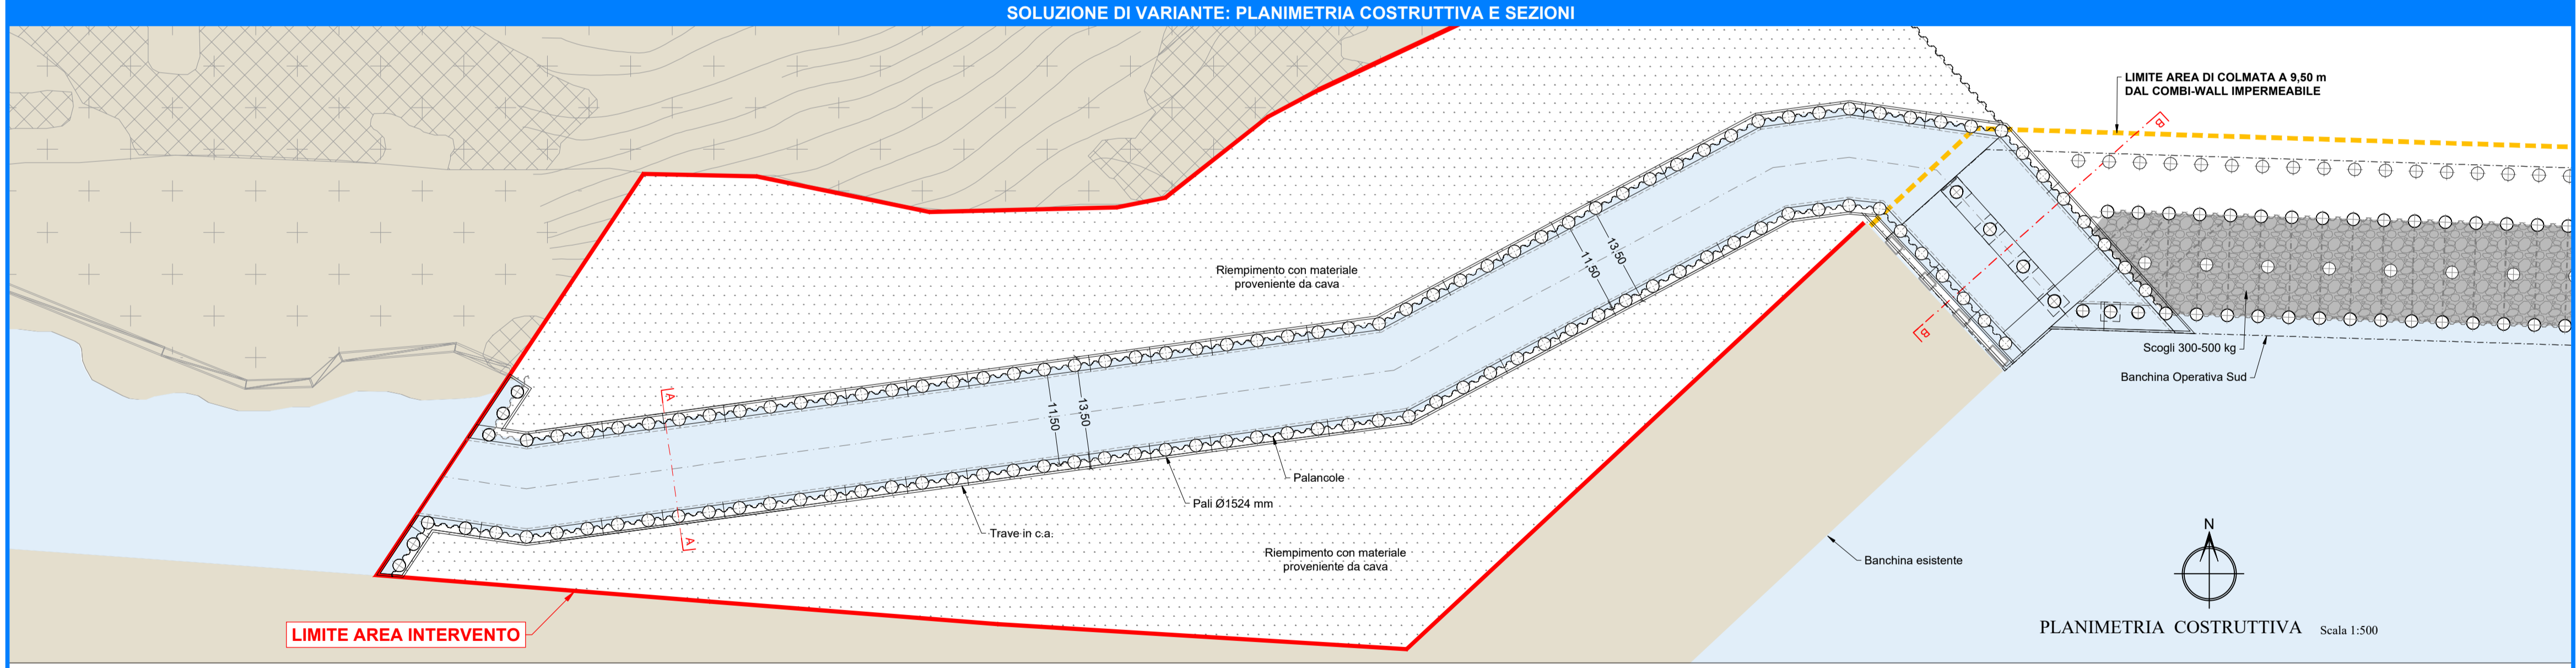 SOLUZIONE DI VARIANTE: PLANIMETRIA COSTRUTTIVA E SEZIONI
LIMITE AREA DI COLMATA A 9,50 m
DAL COMBI-WALL IMPERMEABILE
B
Riempimento con materiale
proveniente da cava
11.50
13.50
B
Scogli 300-500 kg
Banchina Operativa Sud
A
11.50
13.50
Palancole
Pali Ø1524 mm
Trave in c.a.
A
Riempimento con materiale
proveniente da cava
Banchina esistente
N
LIMITE AREA INTERVENTO
PLANIMETRIA COSTRUTTIVA Scala 1:500